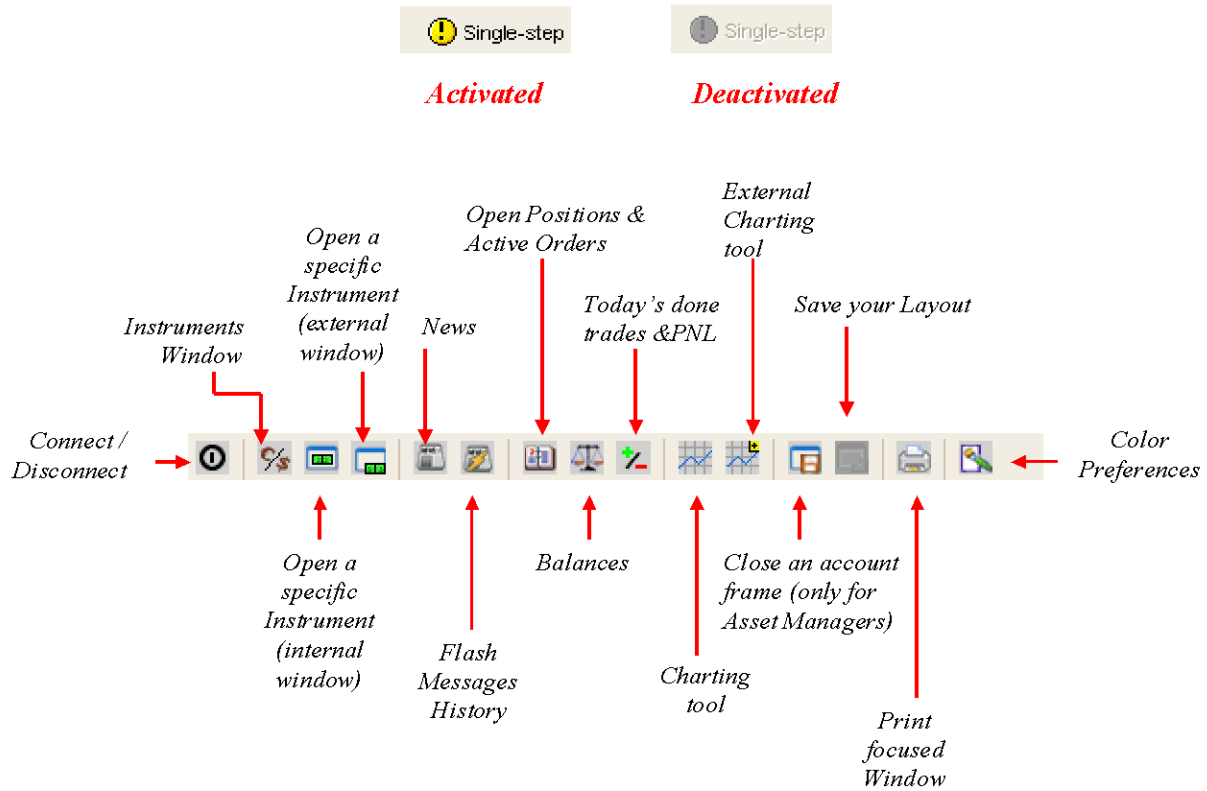 Single-step
Single-step
Activated
Deactivated
External
Charting
tool
Open Positions &
Active Orders
Open a
specific
Instrument
(external
window)
Today's done
trades &PNL
Save your Layout
Instruments
Window
News
Connect /
Disconnect
C/s
Color
Preferences
Open a
specific
Instrument
(internal
window)
Balances
Close an account
frame (only for
Asset Managers)
Flash
Messages
History
Charting
tool
Print
focused
Window